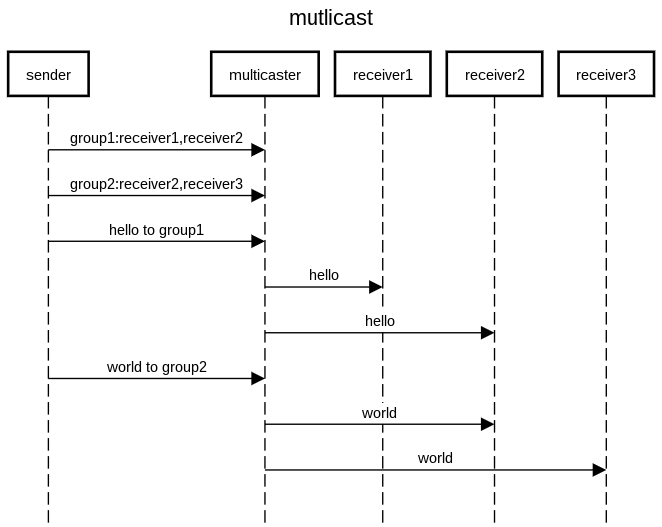 mutlicast
sender
multicaster
receiver1
receiver2
receiver3
group1:receiver1,receiver2
group2:receiver2,receiver3
hello to group1
hello
hello
world to group2
world
world